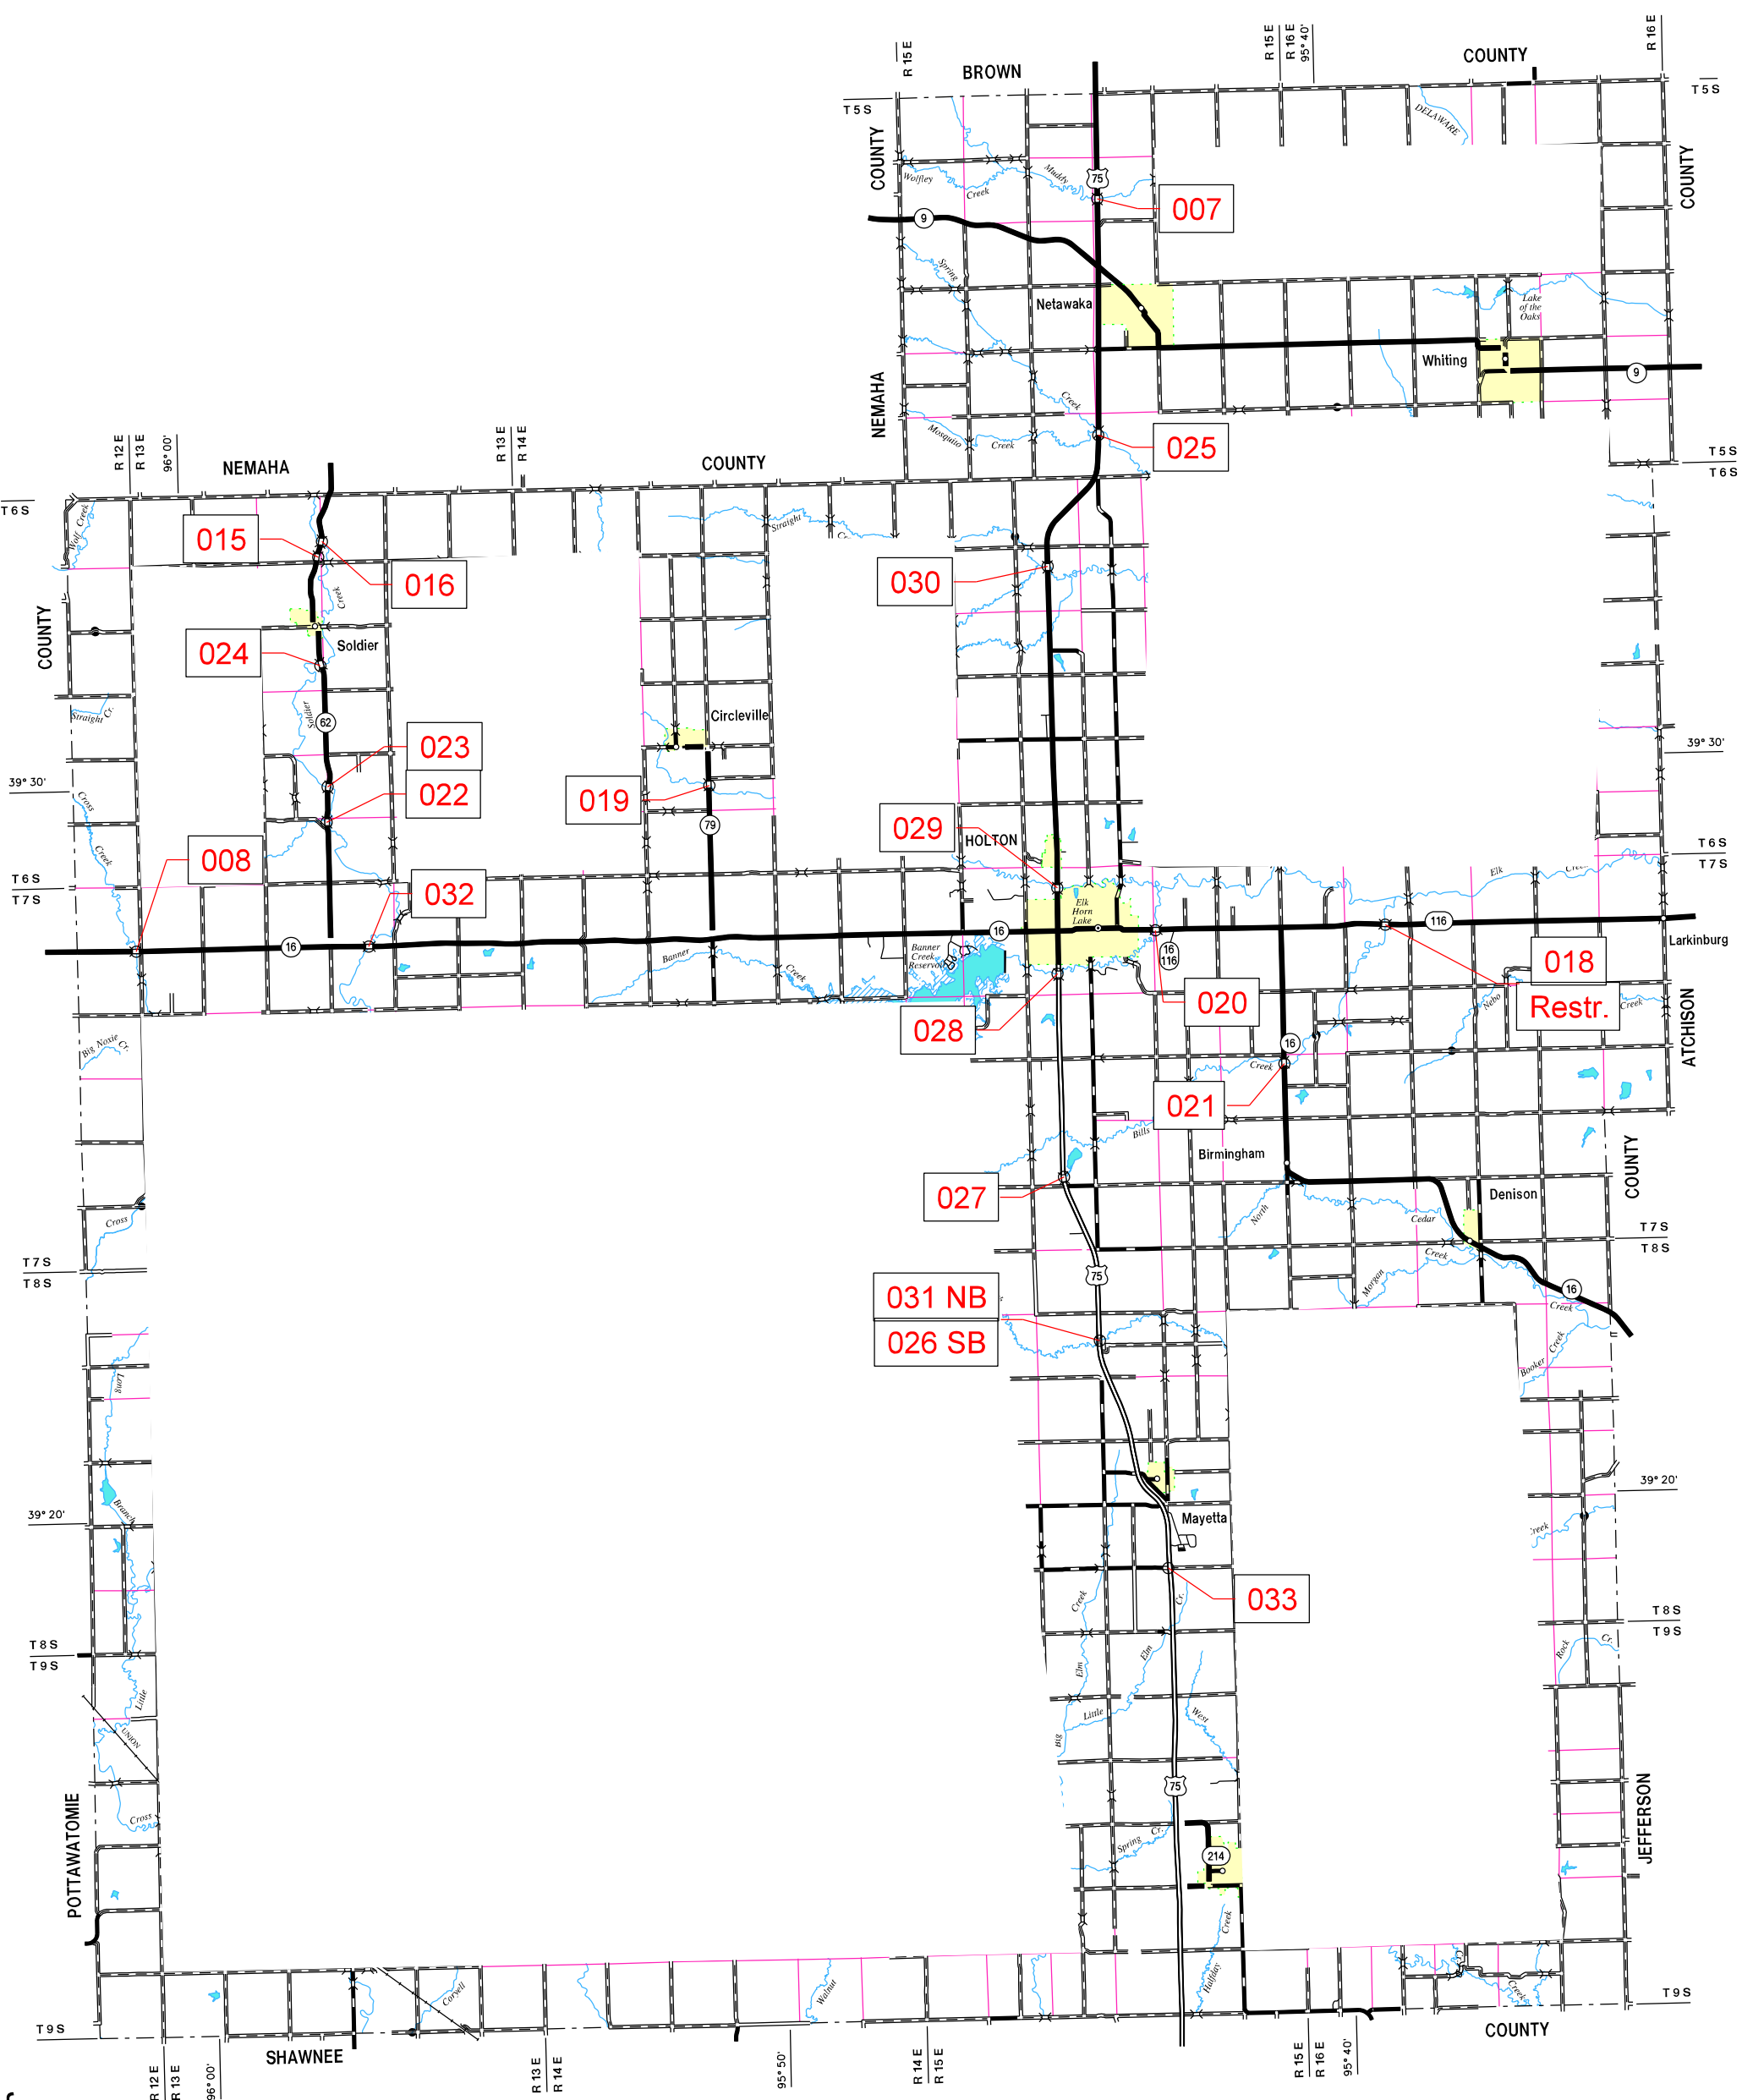 R 15 E
BROWN
R 15 E
R 16 E
95° 40'
COUNTY
R 16 E
T 5 S
T 5 S
DELAWARE
COUNTY
COUNTY
Wolfley
Creek
Muddy
75
007
9
Spring
Netawaka
Lake
of the
Oaks
Whiting
9
NEMAHA
Creek
Mosquito
Creek
025
R 12 E
R 13 E
96° 00'
NEMAHA
R 13 E
R 14 E
COUNTY
T 5 S
T 6 S
T 6 S
Wolf Creek
015
016
Creek
Straight
030
COUNTY
Soldier
024
Soldier
62
Straight Cr.
Circleville
023
022
019
79
39° 30'
39° 30'
Cross
Creek
008
029
HOLTON
T 6 S
T 7 S
T 6 S
T 7 S
032
Elk
Elk
Horn
Lake
16
16
116
Larkinburg
16
116
Banner
Creek
Banner
Creek
Reservoir
018
Restr.
Nebo
Creek
020
028
ATCHISON
Big Noxie Cr.
16
Creek
021
Bills
Birmingham
COUNTY
027
Denison
North
Cedar
Creek
Cross
T 7 S
T 8 S
T 7 S
T 8 S
75
Morgan
16
Creek
031 NB
026 SB
Booker Creek
Long
Branch
39° 20'
39° 20'
Mayetta
033
Creek
Cr.
T 8 S
T 9 S
T 8 S
T 9 S
Elm
Elm
Rock
Cr.
Little
UNION
Little
West
Big
75
Cross
POTTAWATOMIE
JEFFERSON
Spring
Cr.
214
Creek
Halfday
Coryell
Walnut
Creek
T 9 S
T 9 S
SHAWNEE
COUNTY
R 12 E
R 13 E
96° 00'
R 13 E
R 14 E
95° 50'
R 14 E
R 15 E
R 15 E
R 16 E
95° 40'